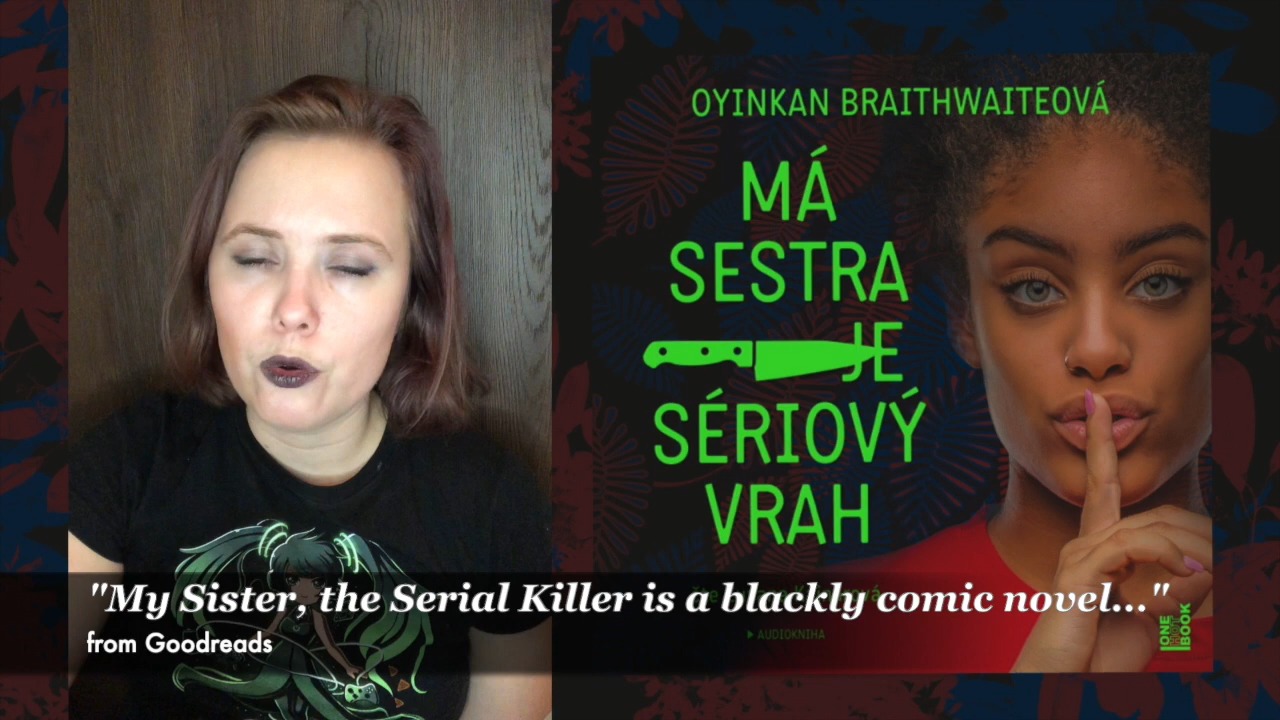 OYINKAN BRAITHWAITEOVÁ
MÁ
SESTRA
JE
SÉRIOVÝ
VRAH
"My Sister, the Serial Killer is a blackly comic novel..."
from Goodreads
AUDIOKNIHA
ONE
BOOK